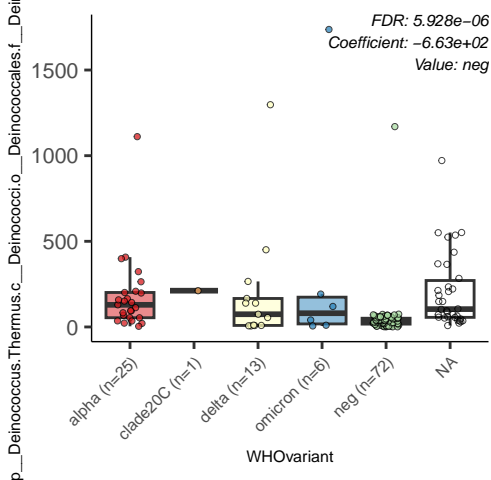 FDR: 5.928e−06
Coefficient: −6.63e+02
Value: neg
p__Deinococcus.Thermus.c__Deinococci.o__Deinococcales.f__Dei
1500
1000
500
0
alpha (n=25)
clade20C (n=1)
delta (n=13)
omicron (n=6)
neg (n=72)
NA
WHOvariant